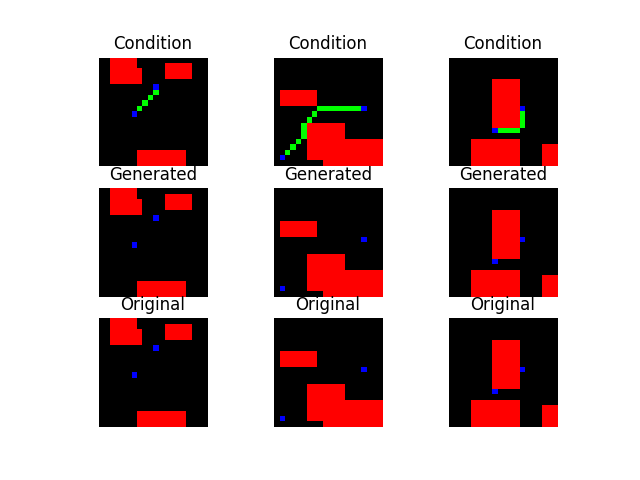 Condition Condition Condition
Generated Generated Generated
Original Original Original